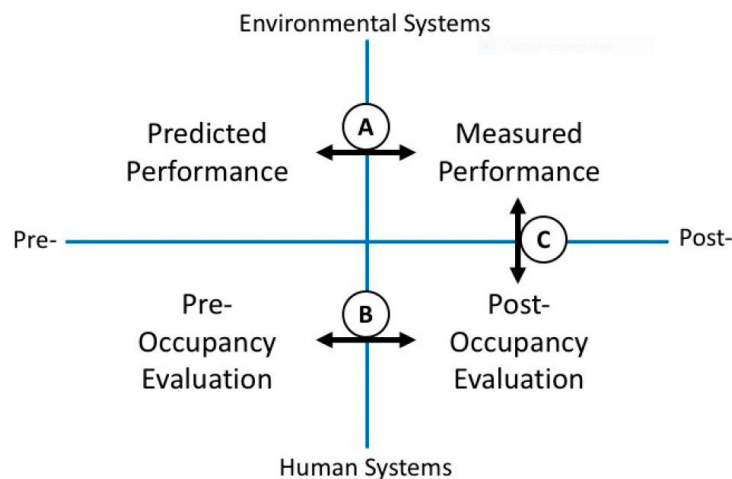 Environmental Systems
A
Predicted
Performance
Measured
Performance
Pre-
C
Post-
Pre-
Occupancy
Evaluation
B
Post-
Occupancy
Evaluation
Human Systems